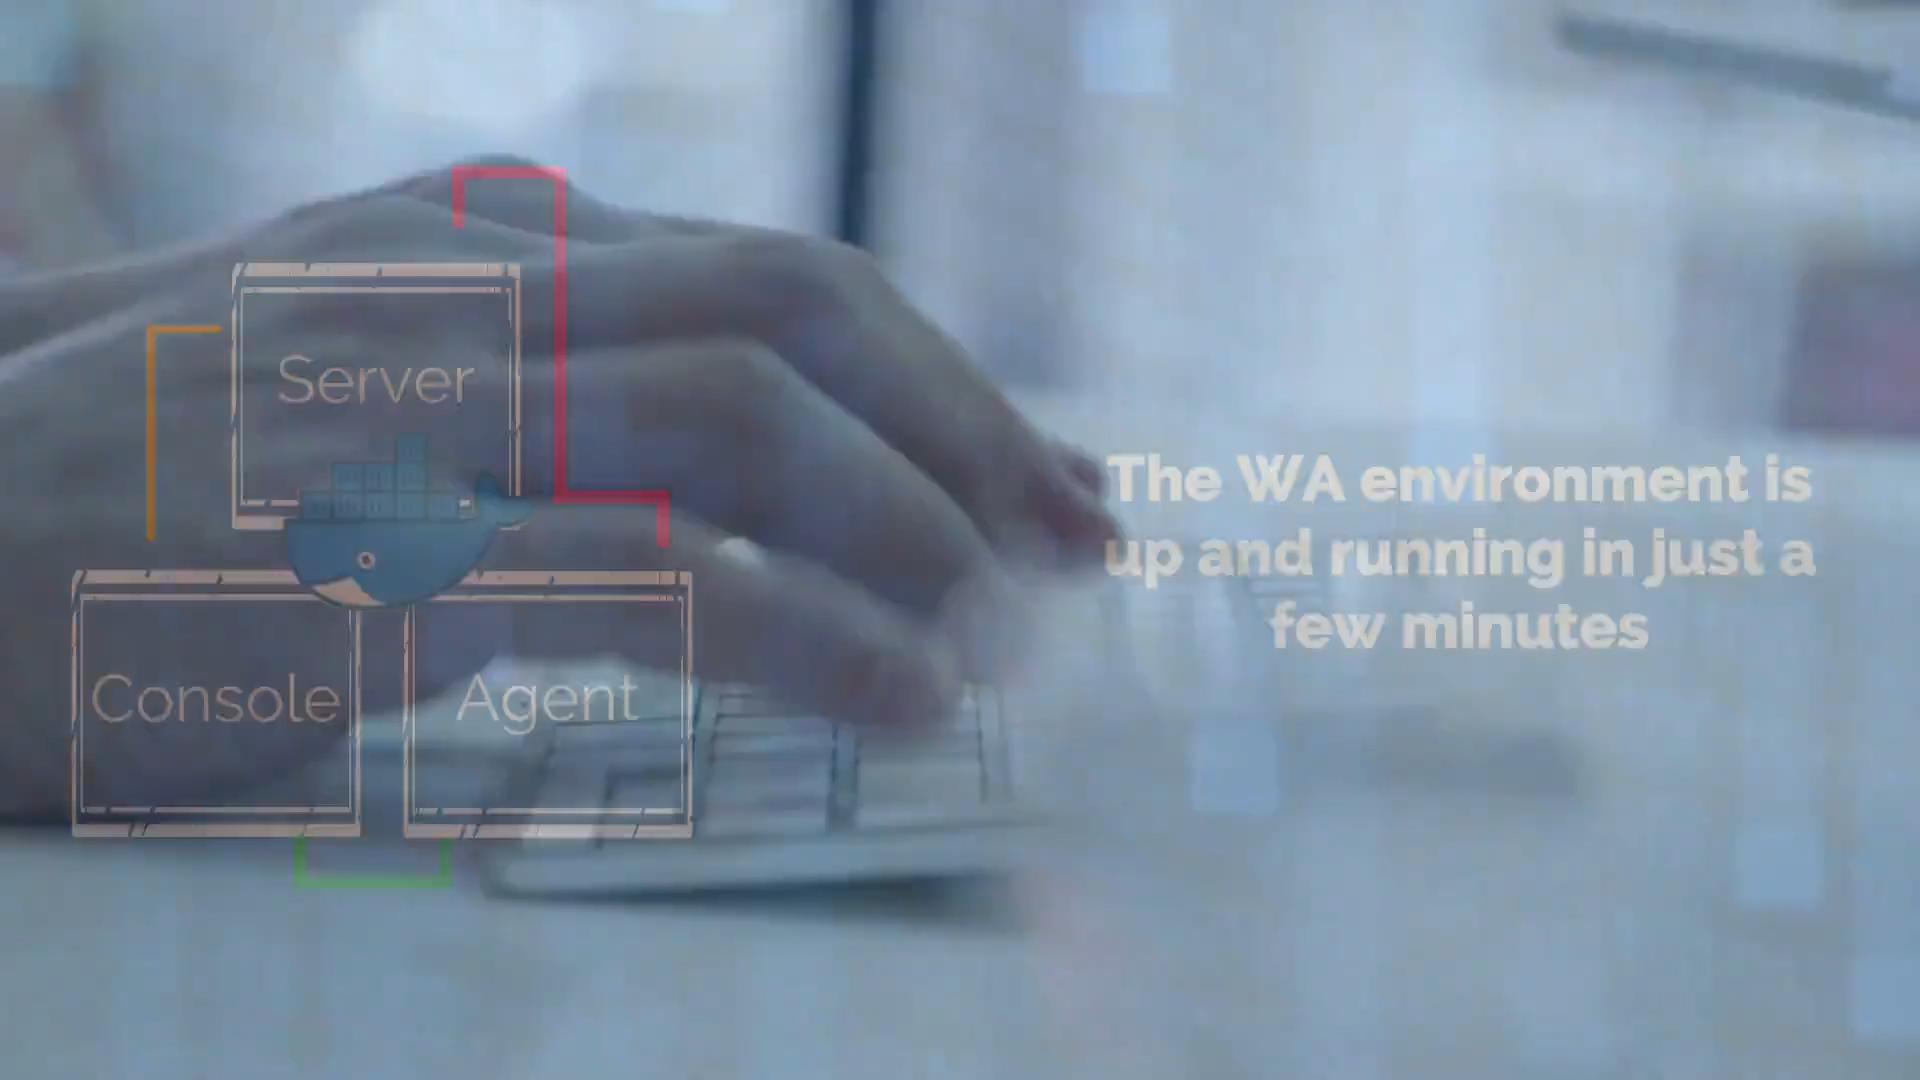 Server
Console
Agent
The WA environment is
up and running in just a
few minutes